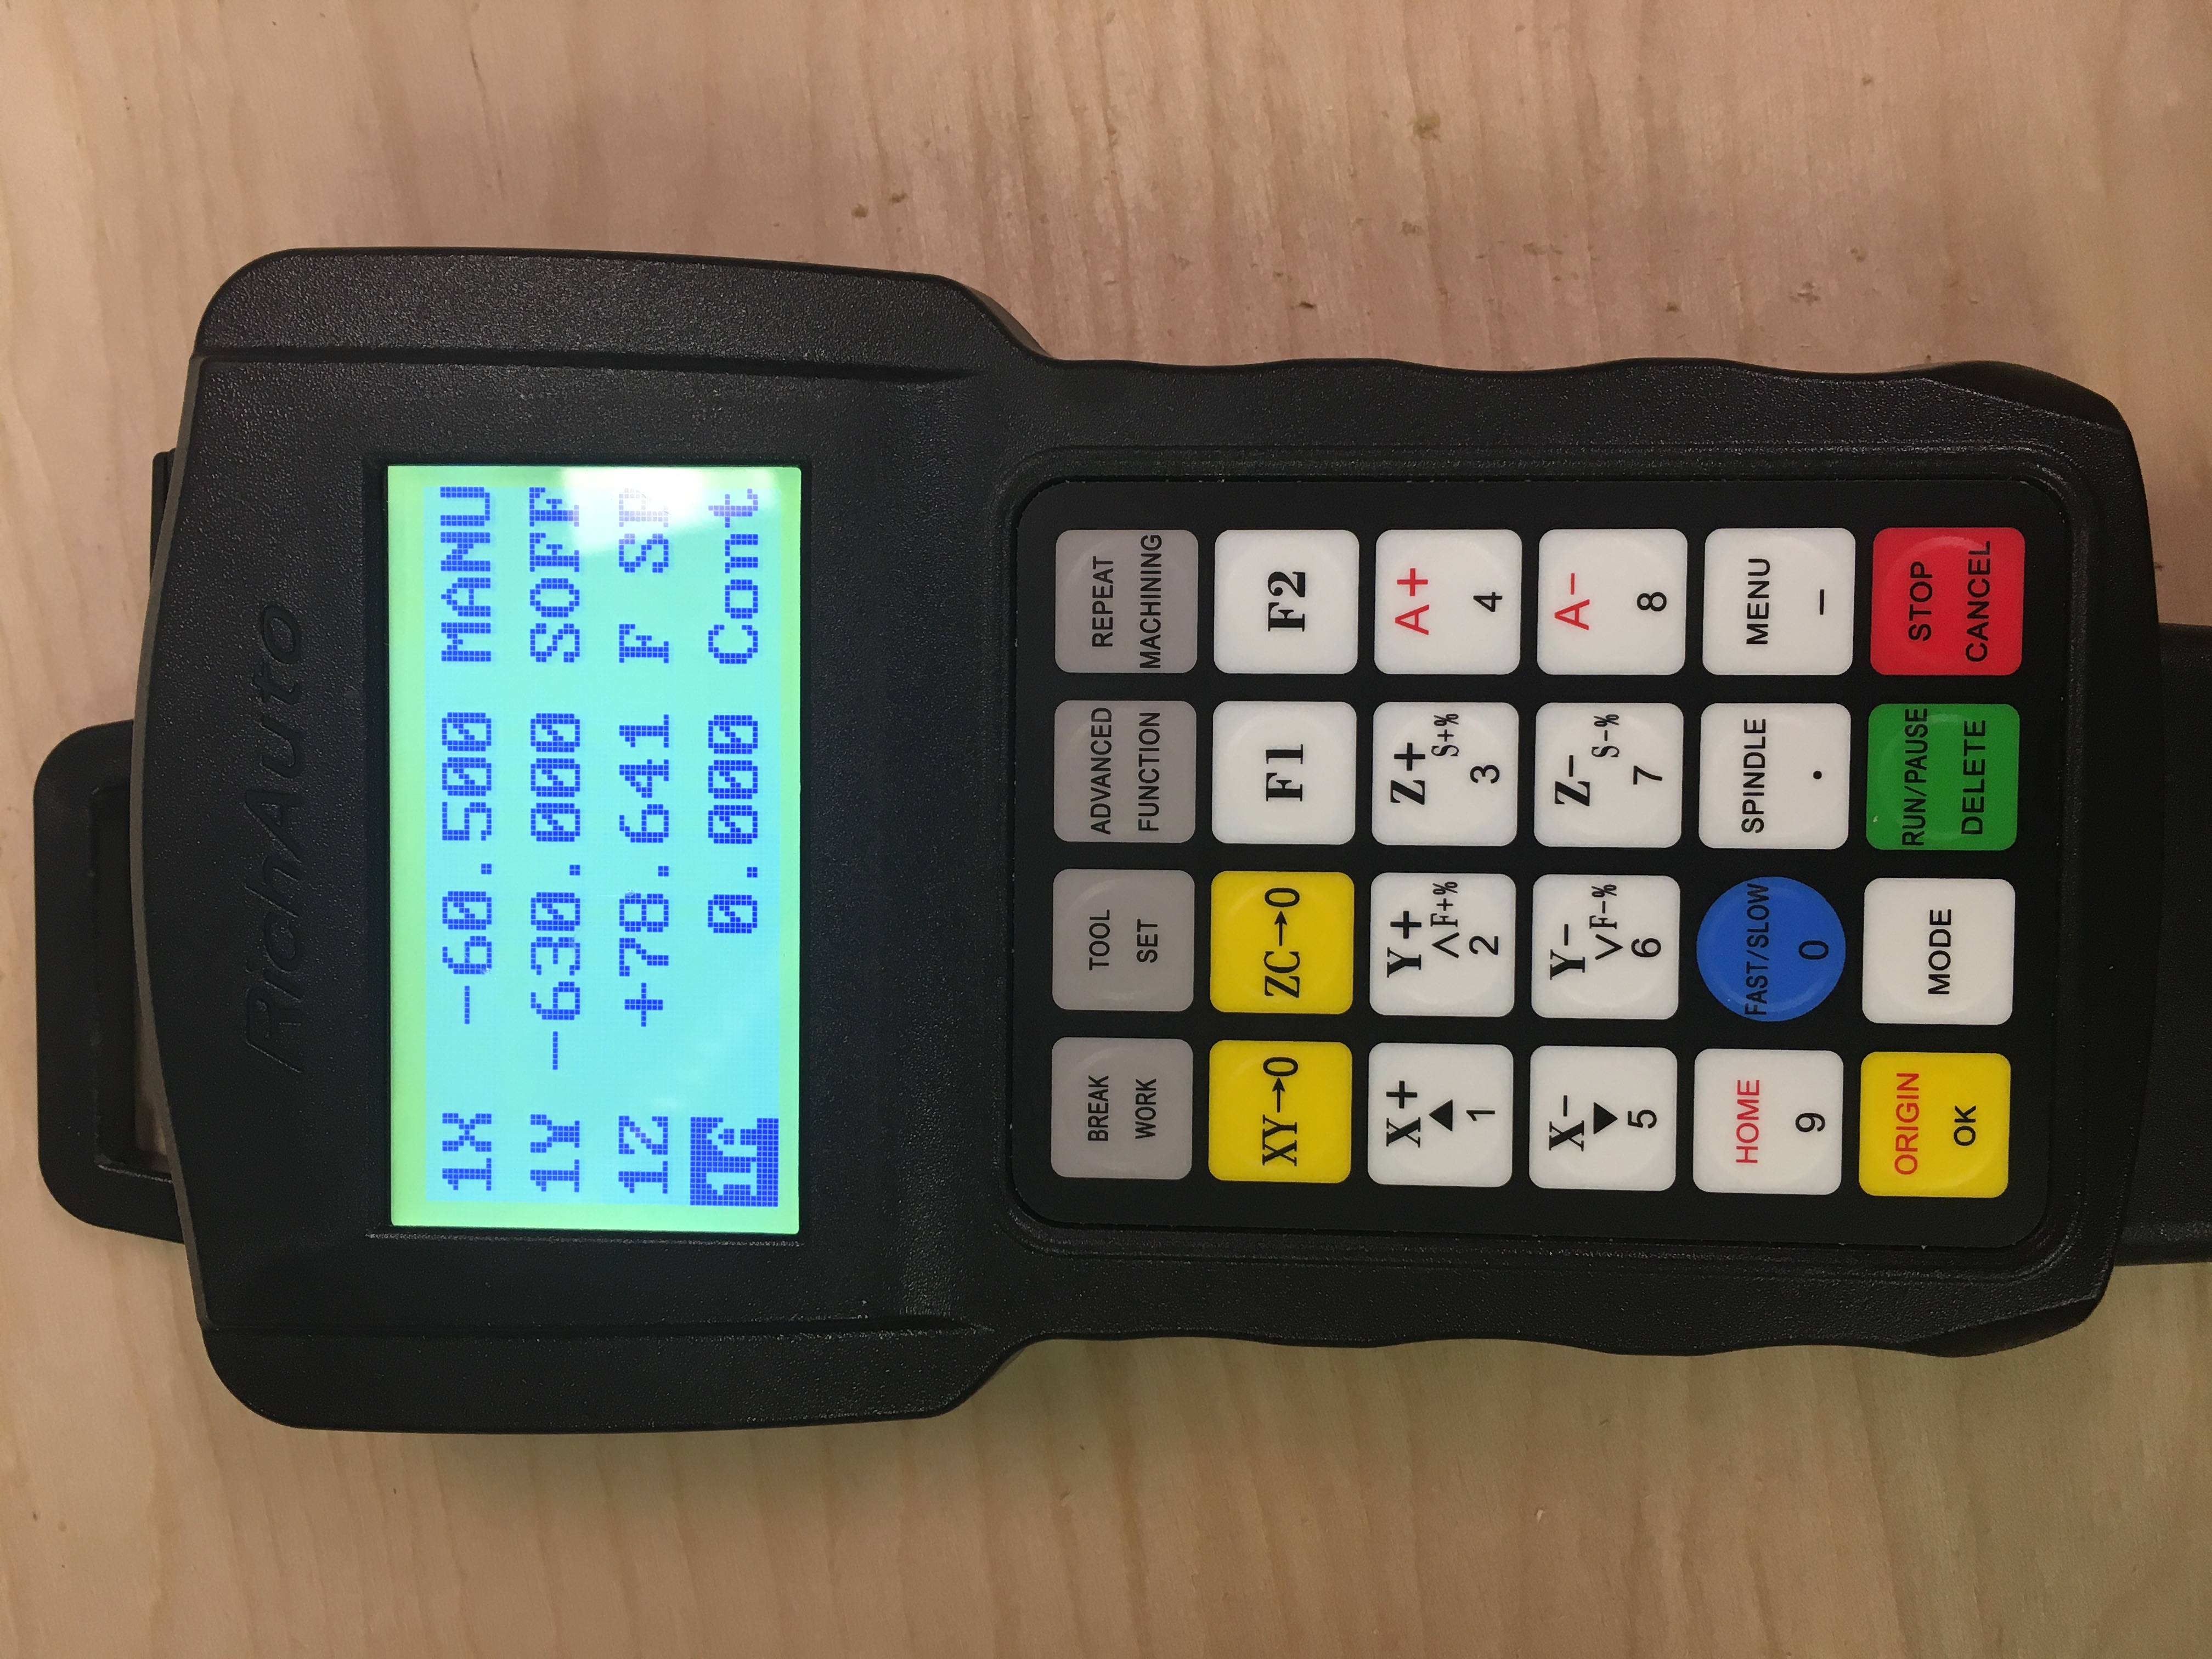 RichAuto
1X -60.500 MANU
1Y -630.000 SOFF
1Z +78.641 F SP
0.000 Cont
BREAK WORK
TOOL SET
ADVANCED FUNCTION
REPEAT MACHINING
XY→0
ZC→0
F1
F2
X+ ▲ 1
Y+ ∧ F+% 2
Z+ S+% 3
A+ 4
X- ▼ 5
Y- ∨ F-% 6
Z- S-% 7
A- 8
HOME 9
FAST/SLOW 0
SPINDLE .
MENU -
ORIGIN OK
MODE
RUN/PAUSE DELETE
STOP CANCEL